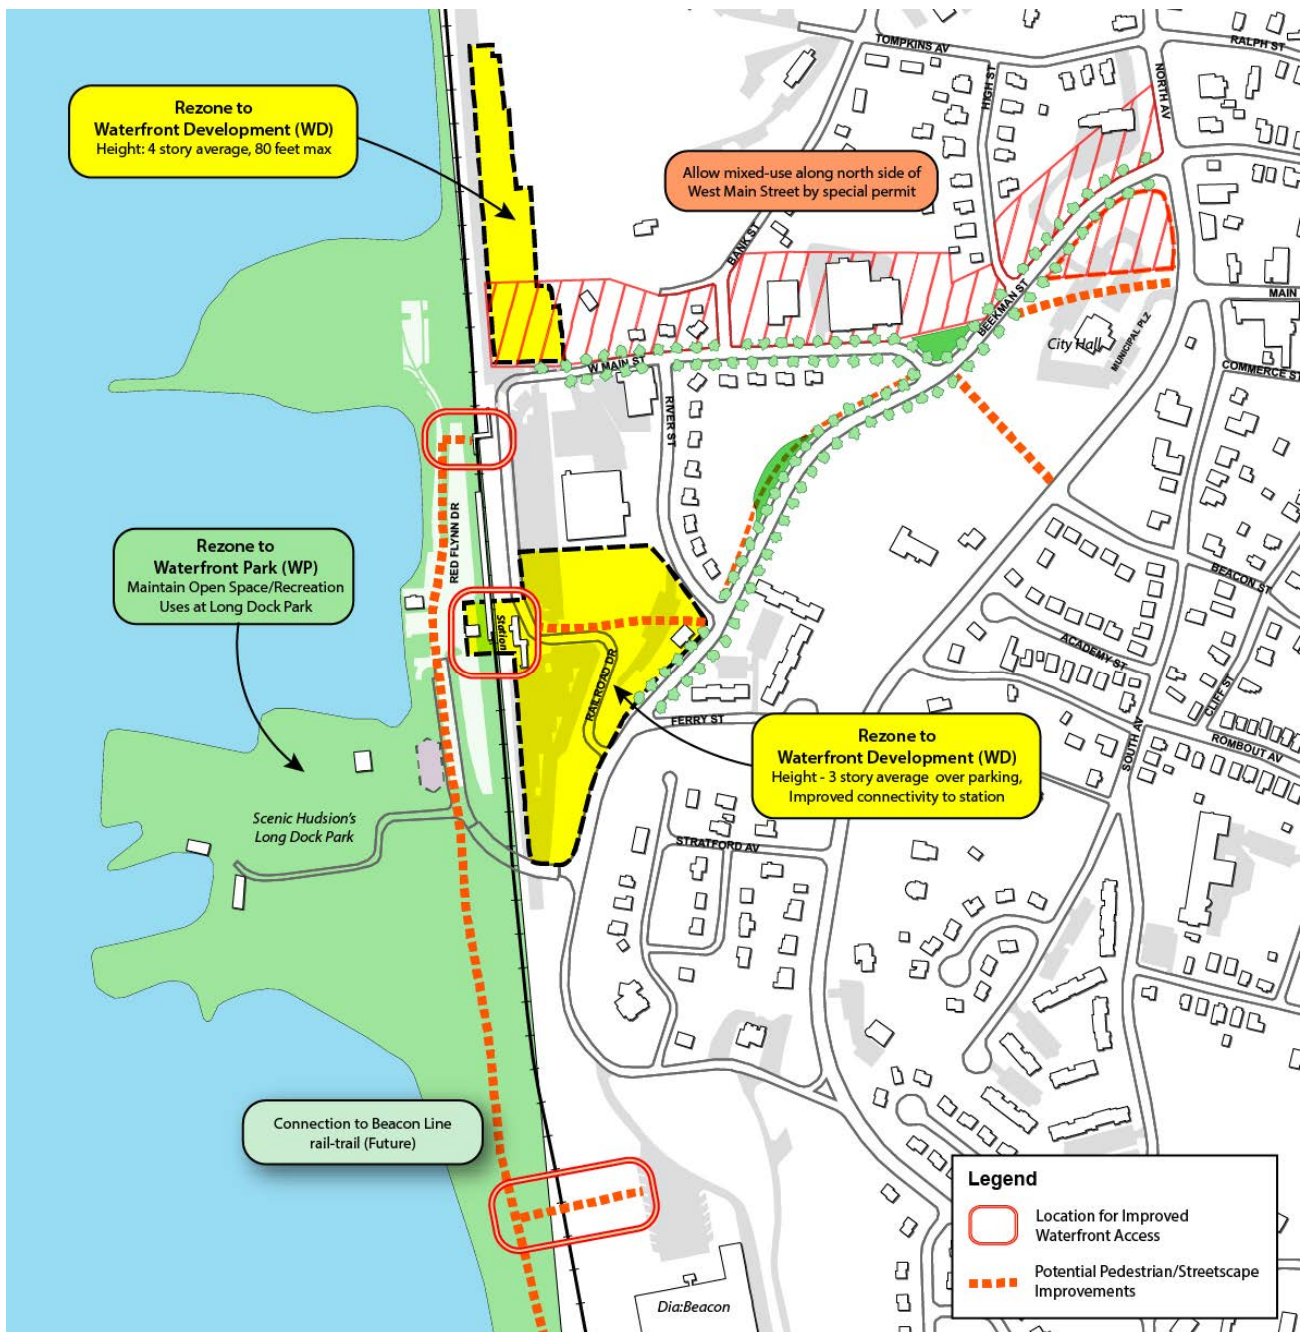 TOMPKINS AV
RALPH ST
HIGH ST
NORTH AV
Rezone to
Waterfront Development (WD)
Height: 4 story average, 80 feet max
Allow mixed-use along north side of
West Main Street by special permit
BANK ST
BEEKMAN ST
MAIN
City Hall
MUNICIPAL PLZ
COMMERCE ST
W MAIN ST
RIVER ST
RED FLYNN DR
Rezone to
Waterfront Park (WP)
Maintain Open Space/Recreation
Uses at Long Dock Park
Station
RAILROAD DR
BEACON ST
ACADEMY ST
CLIFF ST
ROMBOUT AV
SOUTH AV
FERRY ST
Rezone to
Waterfront Development (WD)
Height - 3 story average over parking,
Improved connectivity to station
Scenic Hudsion's
Long Dock Park
STRATFORD AV
Connection to Beacon Line
rail-trail (Future)
Dia:Beacon
Legend
Location for Improved
Waterfront Access
Potential Pedestrian/Streetscape
Improvements